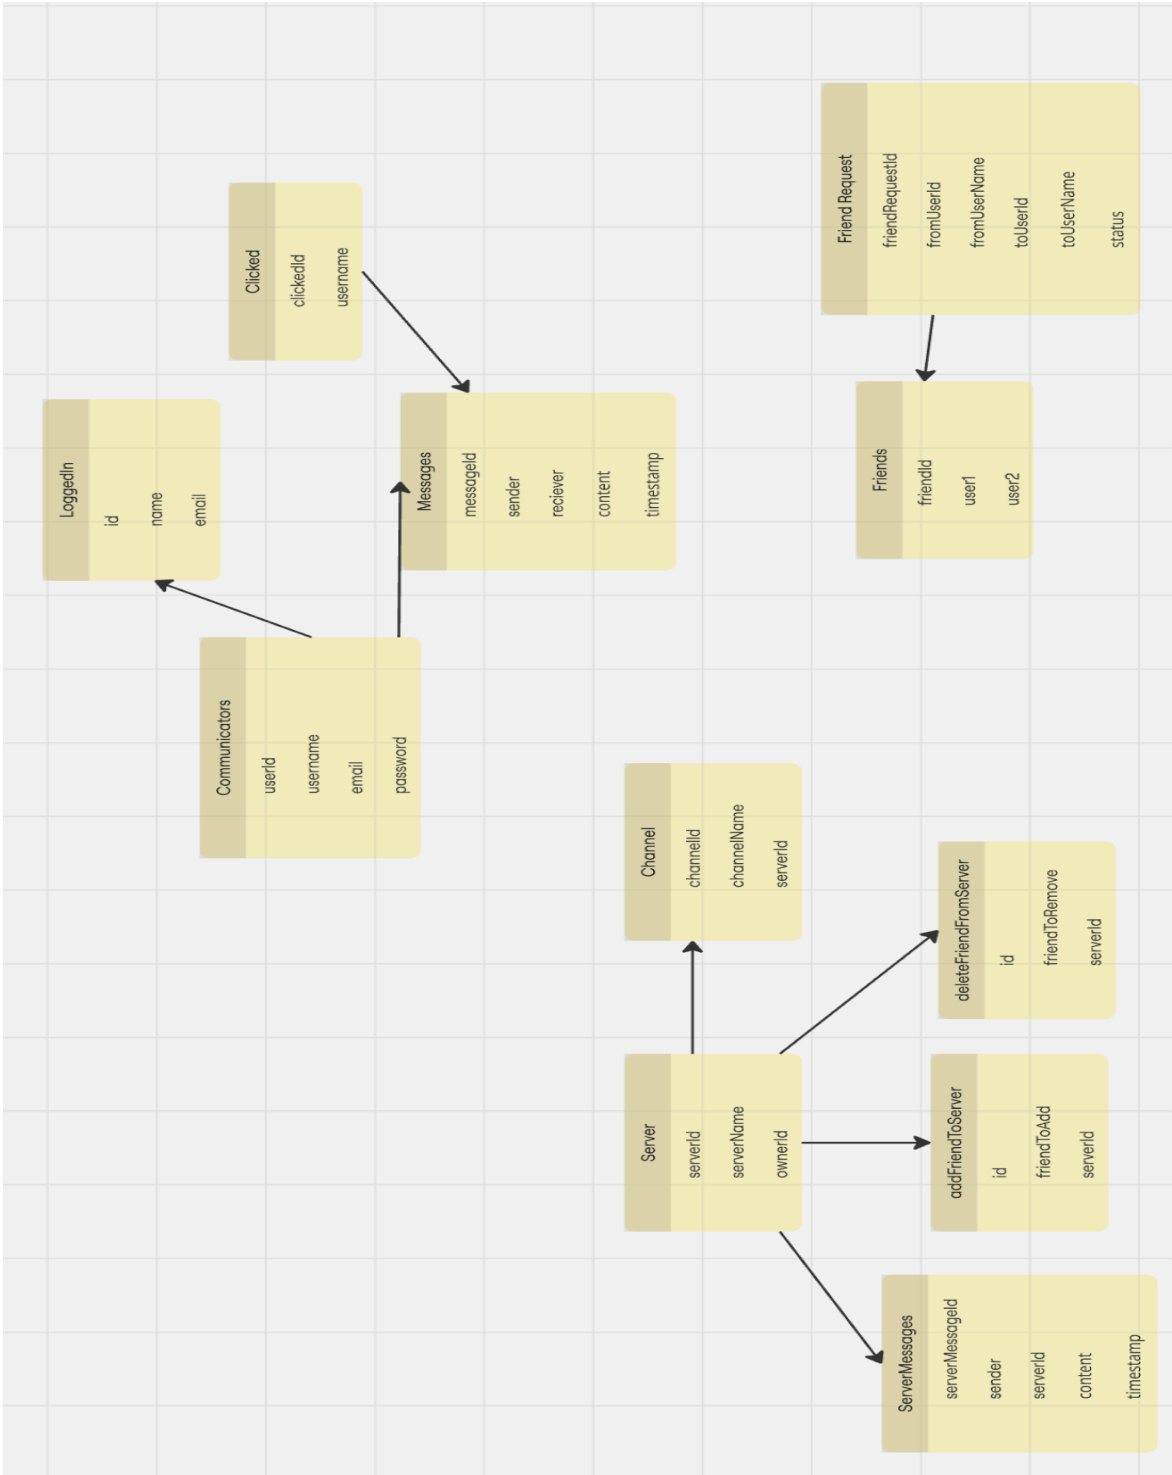 LoggedIn
id
name
email
Communicators
userId
username
email
password
Clicked
clickedId
username
Messages
messageId
sender
reciever
content
timestamp
Server
serverId
serverName
ownerId
Channel
channelId
channelName
serverId
ServerMessages
serverMessageId
sender
serverId
content
timestamp
addFriendToServer
id
friendToAdd
serverId
deleteFriendFromServer
id
friendToRemove
serverId
Friends
friendId
user1
user2
Friend Request
friendRequestId
fromUserId
fromUserName
toUserId
toUserName
status